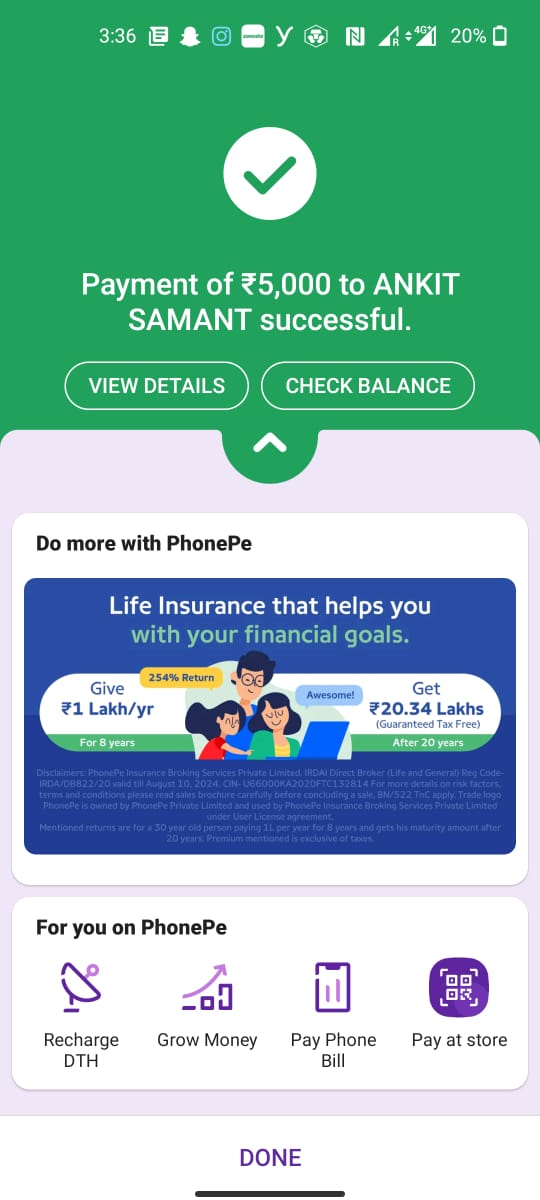 3:36
zomato
R
4G+
20%
Payment of ₹5,000 to ANKIT
SAMANT successful.
VIEW DETAILS
CHECK BALANCE
Do more with PhonePe
Life Insurance that helps you
with your financial goals.
254% Return
Give
₹1 Lakh/yr
For 8 years
Awesome!
Get
₹20.34 Lakhs
(Guaranteed Tax Free)
After 20 years
Disclaimers: PhonePe Insurance Broking Services Private Limited. IRDAI Direct Broker (Life and General) Reg Code-
IRDA/DB822/20 valid till August 10, 2024. CIN- U66000KA2020FTC132814 For more details on risk factors,
terms and conditions please read sales brochure carefully before concluding a sale, BN/522 TnC apply. Trade logo
PhonePe is owned by PhonePe Private Limited and used by PhonePe Insurance Broking Services Private Limited
under User License agreement.
Mentioned returns are for a 30 year old person paying 1L per year for 8 years and gets his maturity amount after
20 years. Premium mentioned is exclusive of taxes.
For you on PhonePe
Recharge
DTH
Grow Money
Pay Phone
Bill
Pay at store
DONE